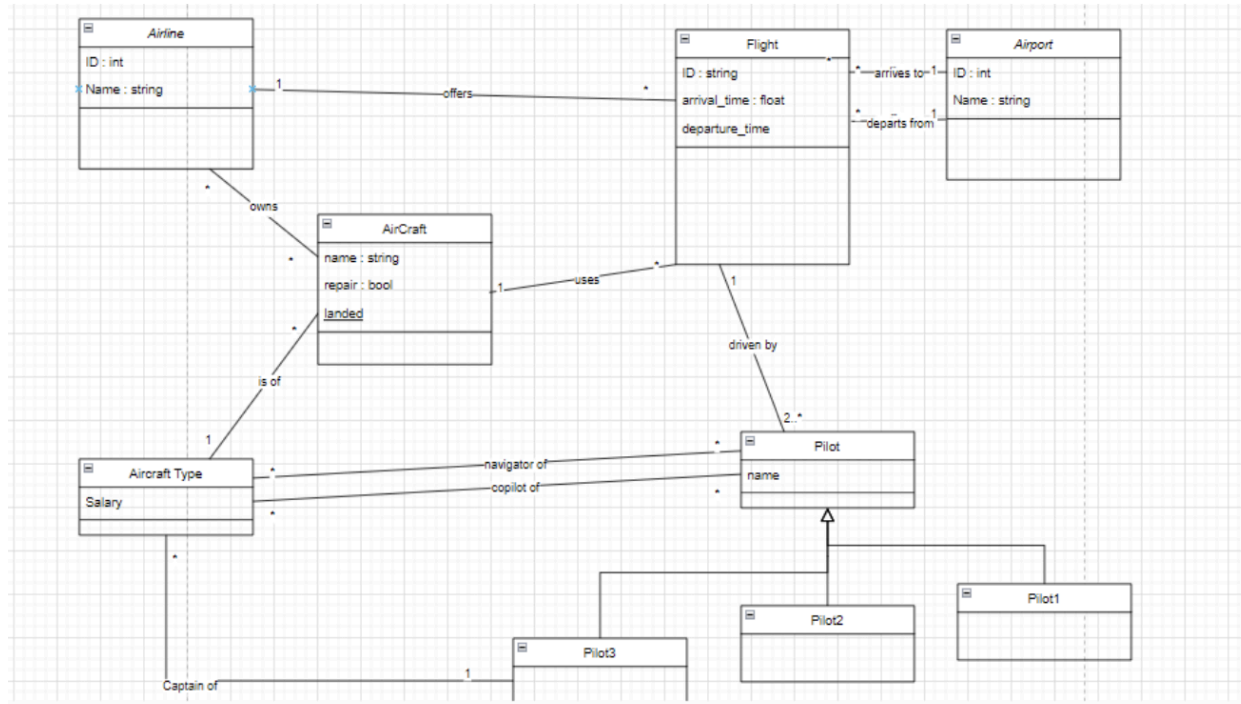 Airline
ID : int
Name : string
1
offers
*
Flight
ID : string
arrival_time : float
departure_time
*
*
arrives to
1
*
departs from
1
Airport
ID : int
Name : string
*
owns
*
AirCraft
name : string
repair : bool
landed
1
uses
*
1
driven by
2..*
*
is of
1
Aircraft Type
Salary
*
navigator of
*
*
copilot of
*
Pilot
name
*
Captain of
1
Pilot3
Pilot2
Pilot1